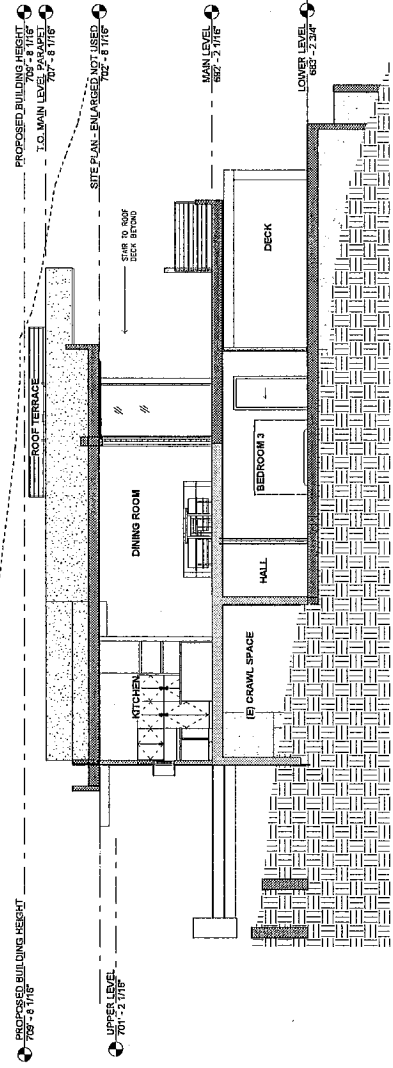 PROPOSED BUILDING HEIGHT
709' - 8 1/16"
PROPOSED BUILDING HEIGHT
709' - 8 1/16"
T.O. MAIN LEVEL PARAPET
707' - 8 1/16"
ROOF TERRACE
SITE PLAN - ENLARGED NOT USED
702' - 8 1/16"
UPPER LEVEL
701' - 2 1/16"
STAIR TO ROOF
DECK BEYOND
KITCHEN
DINING ROOM
MAIN LEVEL
692' - 2 1/16"
(E) CRAWL SPACE
HALL
BEDROOM 3
DECK
LOWER LEVEL
683' - 2 3/4"